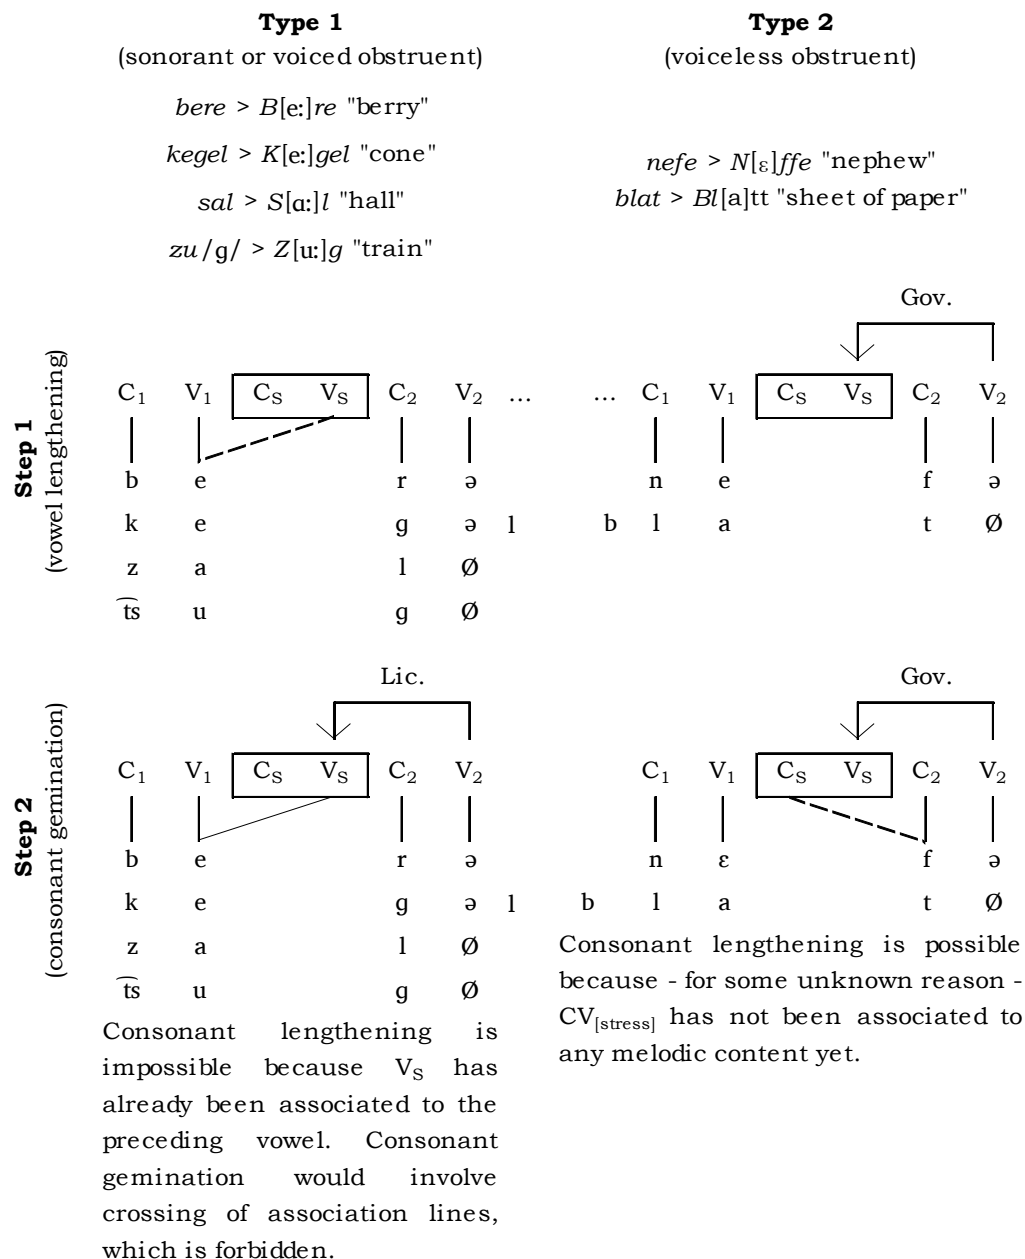 Type 1
(sonorant or voiced obstruent)
bere > B[e:]re "berry"
kegel > K[e:]gel "cone"
sal > S[ɑ:]l "hall"
zu/g/ > Z[u:]g "train"
Type 2
(voiceless obstruent)
nefe > N[ɛ]ffe "nephew"
blat > Bl[a]tt "sheet of paper"
Step 1
(vowel lengthening)
C1 V1 CS VS C2 V2 ...
b e r ə
k e g ə l
z a l Ø
t͡s u g Ø
Gov.
... C1 V1 CS VS C2 V2
n e f ə
b l a t Ø
Step 2
(consonant gemination)
Lic.
C1 V1 CS VS C2 V2
b e r ə
k e g ə l
z a l Ø
t͡s u g Ø
Consonant lengthening is
impossible because VS has
already been associated to the
preceding vowel. Consonant
gemination would involve
crossing of association lines,
which is forbidden.
Gov.
C1 V1 CS VS C2 V2
n ɛ f ə
b l a t Ø
Consonant lengthening is possible
because - for some unknown reason -
CV[stress] has not been associated to
any melodic content yet.